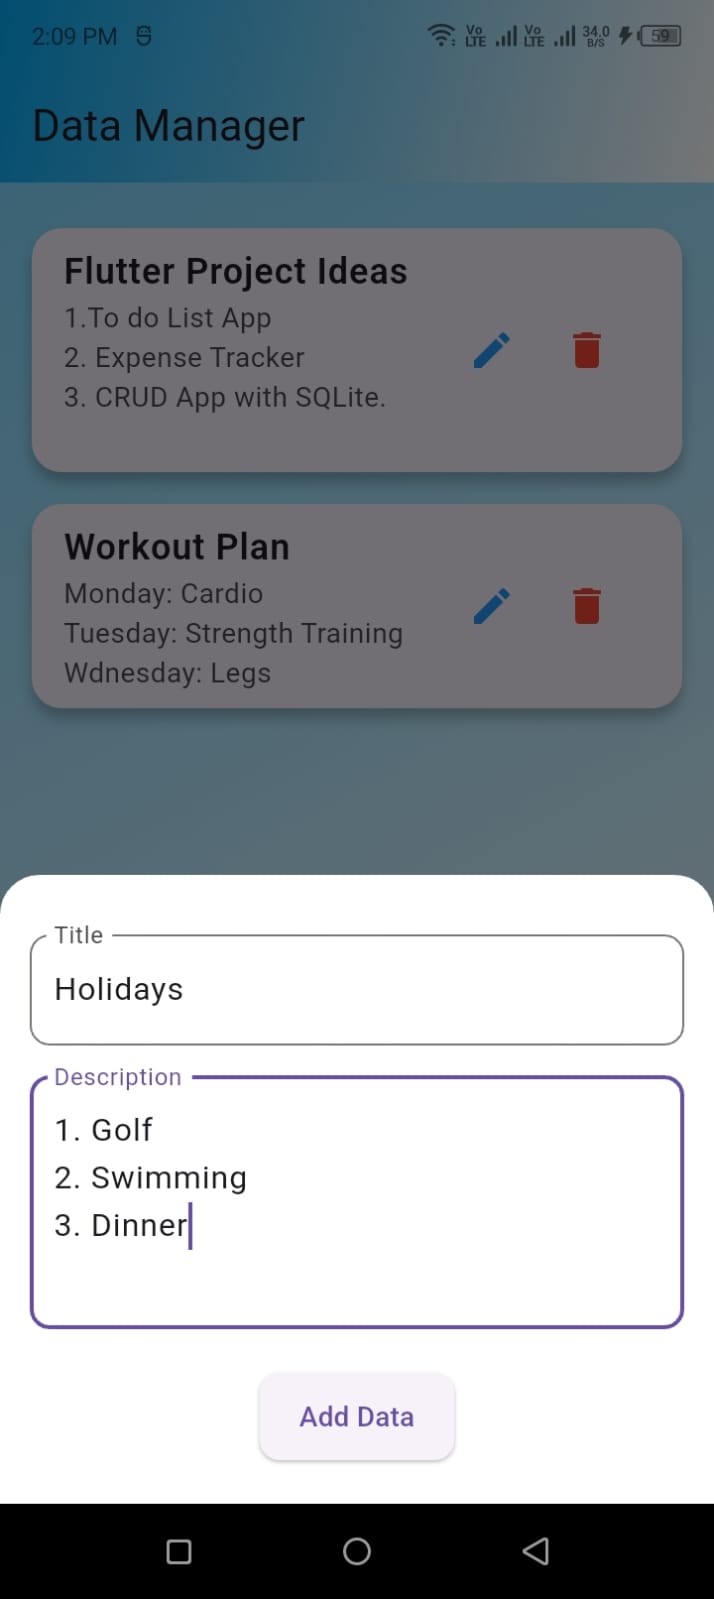 2:09 PM
Vo LTE Vo LTE 34.0 B/S 59
Data Manager
Flutter Project Ideas
1.To do List App
2. Expense Tracker
3. CRUD App with SQLite.
Workout Plan
Monday: Cardio
Tuesday: Strength Training
Wdnesday: Legs
Title
Holidays
Description
1. Golf
2. Swimming
3. Dinner
Add Data